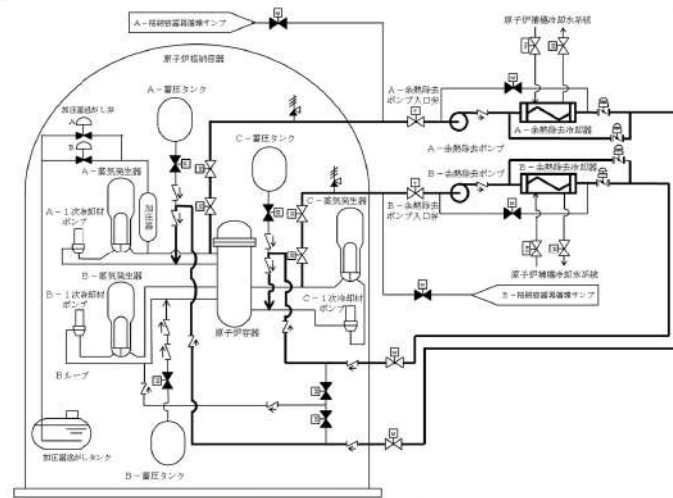 A-格納容器再循環サンプ
原子炉補機冷却水系統
原子炉格納容器
A-蓄圧タンク
A-余熱除去
ポンプ入口弁
加圧器逃がし弁
A
A-余熱除去冷却器
C-蓄圧タンク
A-余熱除去ポンプ
B
B-余熱除去ポンプ
B-余熱除去冷却器
A-蒸気発生器
C-蒸気発生器
B-余熱除去
ポンプ入口弁
加圧器
A-1次冷却材
ポンプ
B-蒸気発生器
原子炉補機冷却水系統
B-1次冷却材
ポンプ
C-1次冷却材
ポンプ
B-格納容器再循環サンプ
原子炉容器
Bループ
加圧器逃がしタンク
B-蓄圧タンク